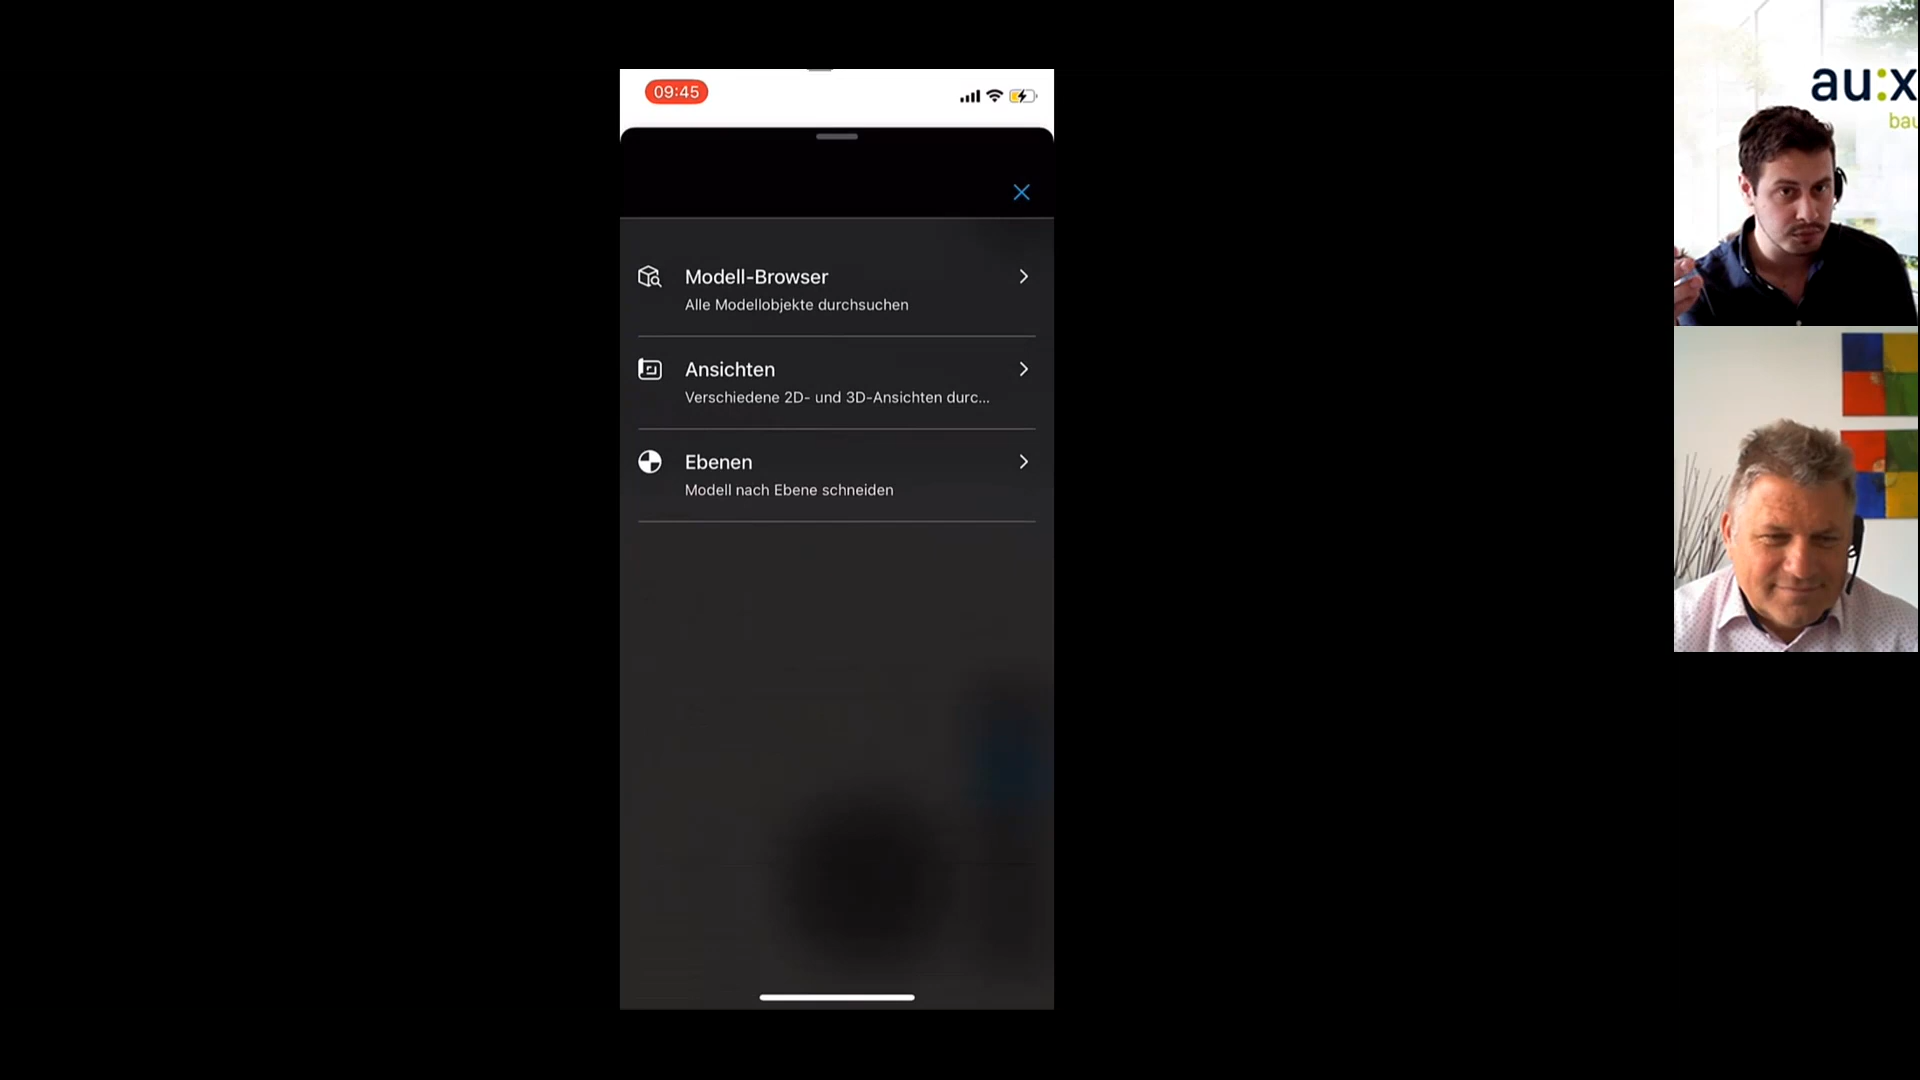 09:45
Modell-Browser
Alle Modellobjekte durchsuchen
Ansichten
Verschiedene 2D- und 3D-Ansichten durc...
Ebenen
Modell nach Ebene schneiden
au:x
bau